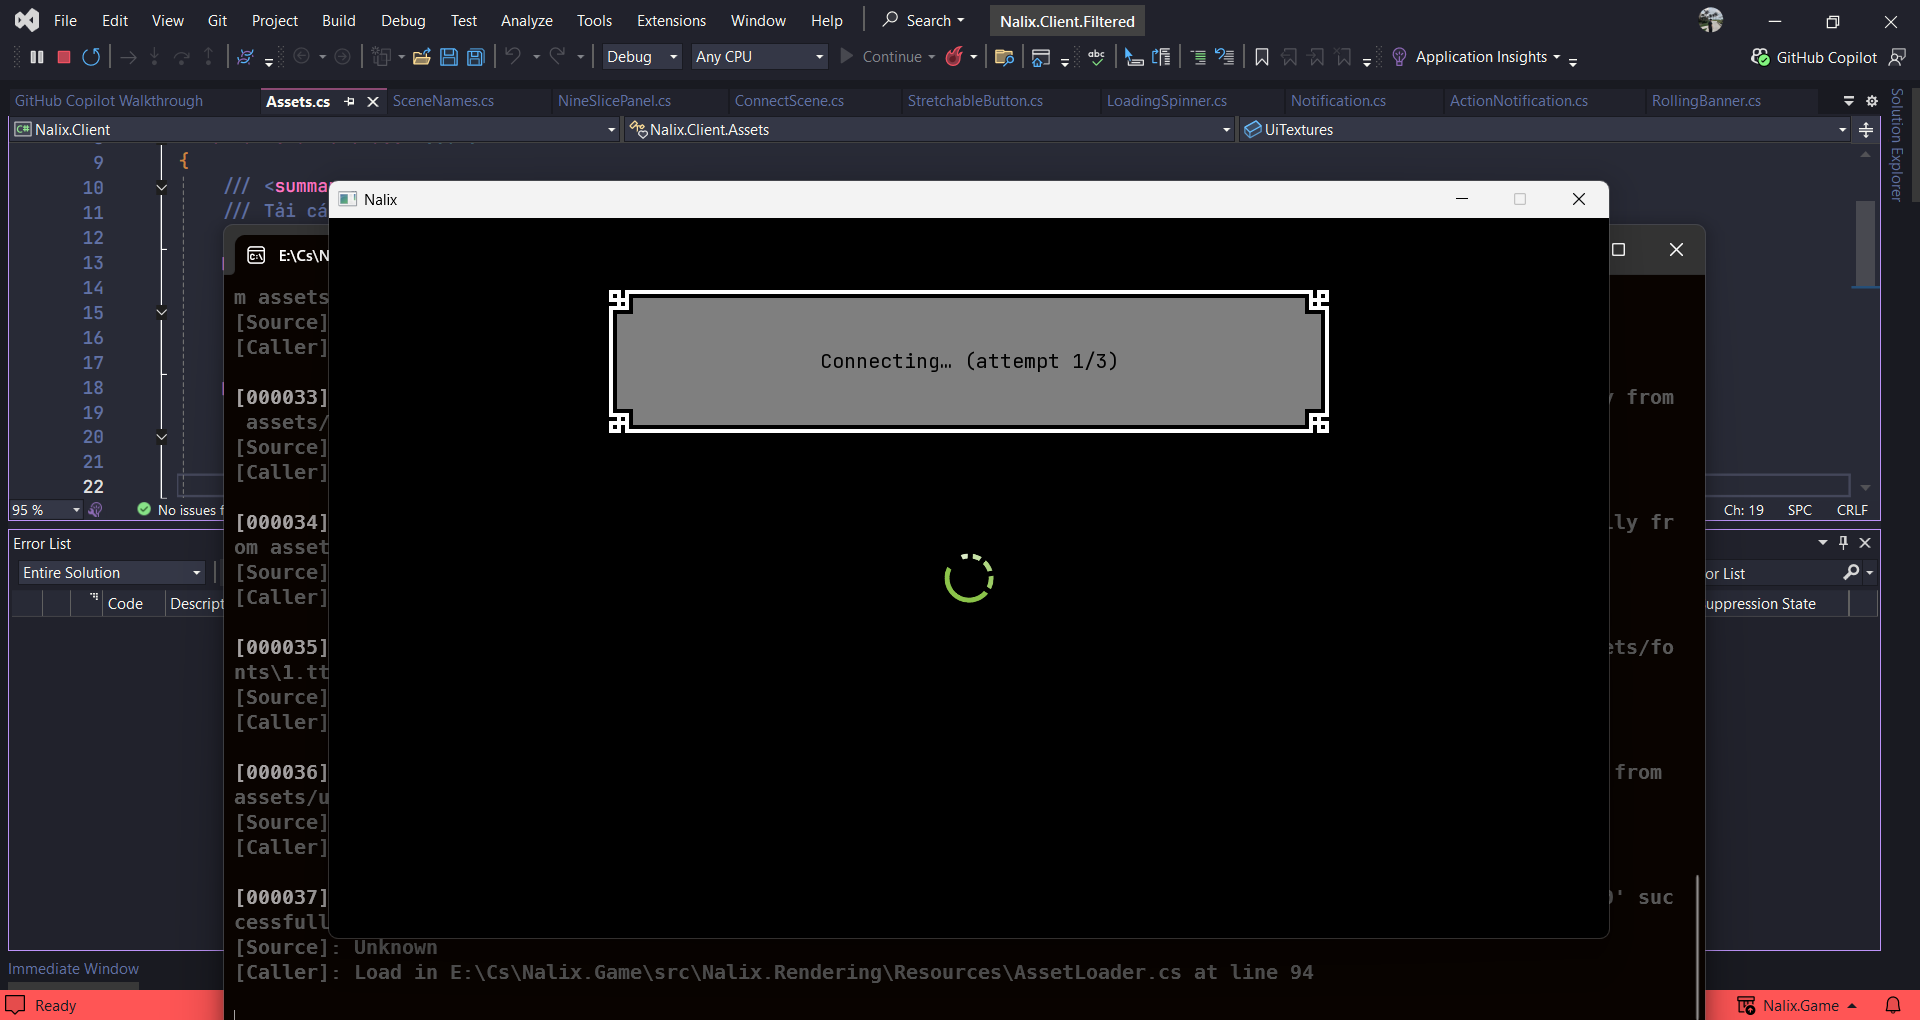 File Edit View Git Project Build Debug Test Analyze Tools Extensions Window Help Search Nalix.Client.Filtered
Debug Any CPU Continue abc Application Insights GitHub Copilot
GitHub Copilot Walkthrough Assets.cs SceneNames.cs NineSlicePanel.cs ConnectScene.cs StretchableButton.cs LoadingSpinner.cs Notification.cs ActionNotification.cs RollingBanner.cs
Solution Explorer
C# Nalix.Client Nalix.Client.Assets UiTextures
9 {
10 /// <summa
11 /// Tải cá
12
13
14
15
16
17
18
19
20
21
22
95 % No issues f Ch: 19 SPC CRLF
Nalix
E:\Cs\N
Connecting… (attempt 1/3)
m assets
[Source]
[Caller]
[000033] from
assets/
[Source]
[Caller]
[000034] ly fr
om asset
[Source]
[Caller]
[000035] ets/fo
nts\1.tt
[Source]
[Caller]
[000036] from
assets/u
[Source]
[Caller]
[000037] ' suc
cessfull
[Source]: Unknown
[Caller]: Load in E:\Cs\Nalix.Game\src\Nalix.Rendering\Resources\AssetLoader.cs at line 94
Error List
Entire Solution or List
Code Descript uppression State
Immediate Window
Ready Nalix.Game